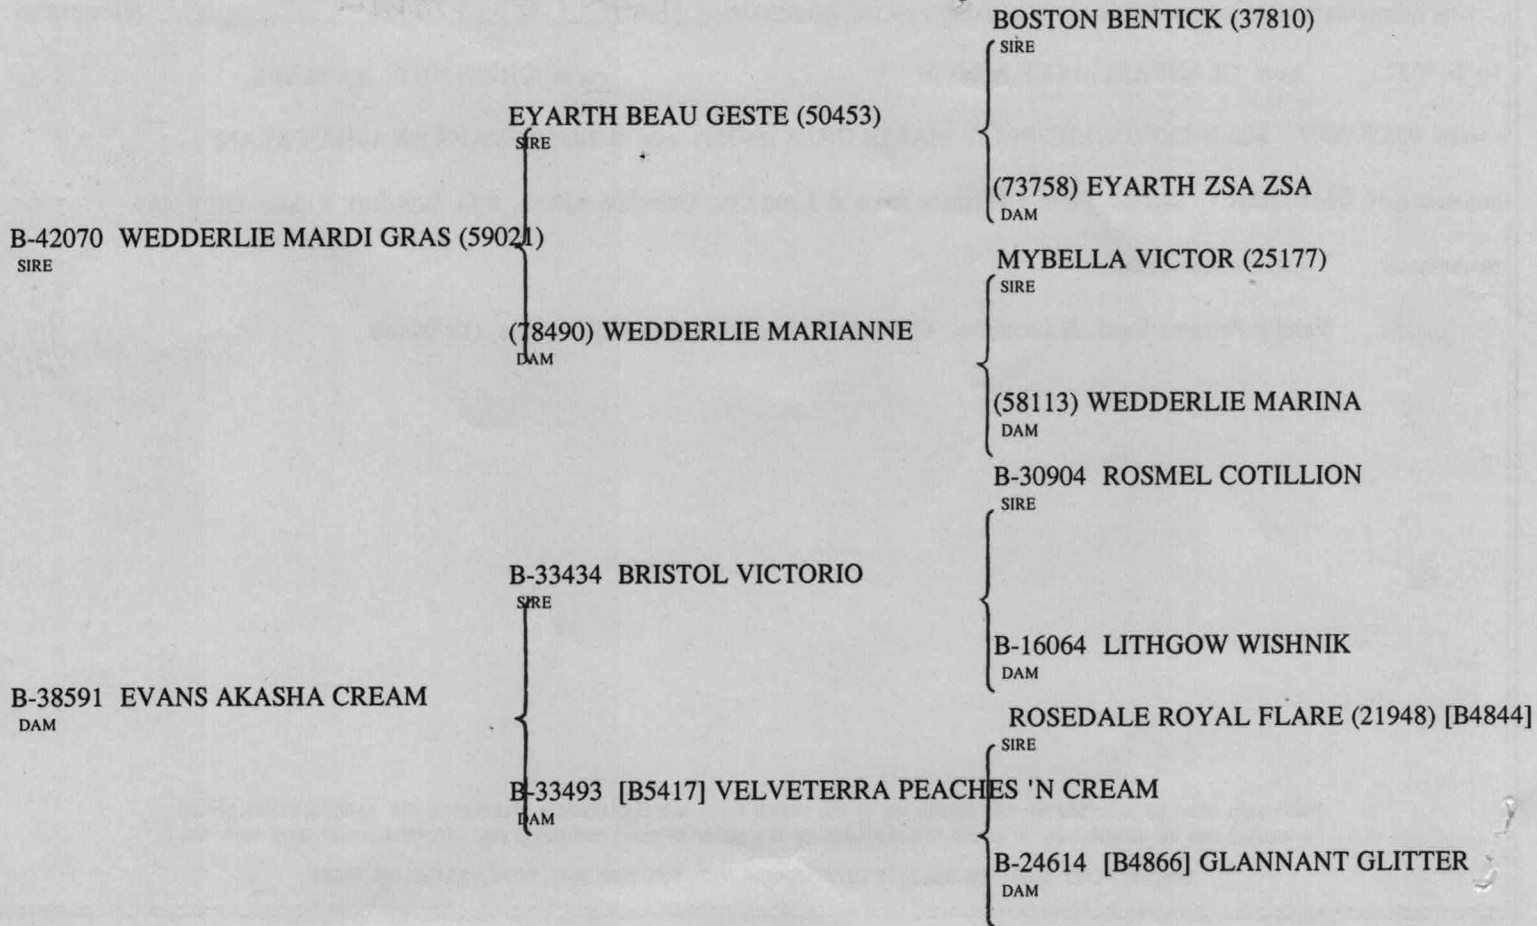 BOSTON BENTICK (37810)
SIRE
EYARTH BEAU GESTE (50453)
SIRE
(73758) EYARTH ZSA ZSA
DAM
B-42070 WEDDERLIE MARDI GRAS (59021)
SIRE
MYBELLA VICTOR (25177)
SIRE
(78490) WEDDERLIE MARIANNE
DAM
(58113) WEDDERLIE MARINA
DAM
B-30904 ROSMEL COTILLION
SIRE
B-33434 BRISTOL VICTORIO
SIRE
B-16064 LITHGOW WISHNIK
DAM
B-38591 EVANS AKASHA CREAM
DAM
ROSEDALE ROYAL FLARE (21948) [B4844]
SIRE
B-33493 [B5417] VELVETERRA PEACHES 'N CREAM
DAM
B-24614 [B4866] GLANNANT GLITTER
DAM